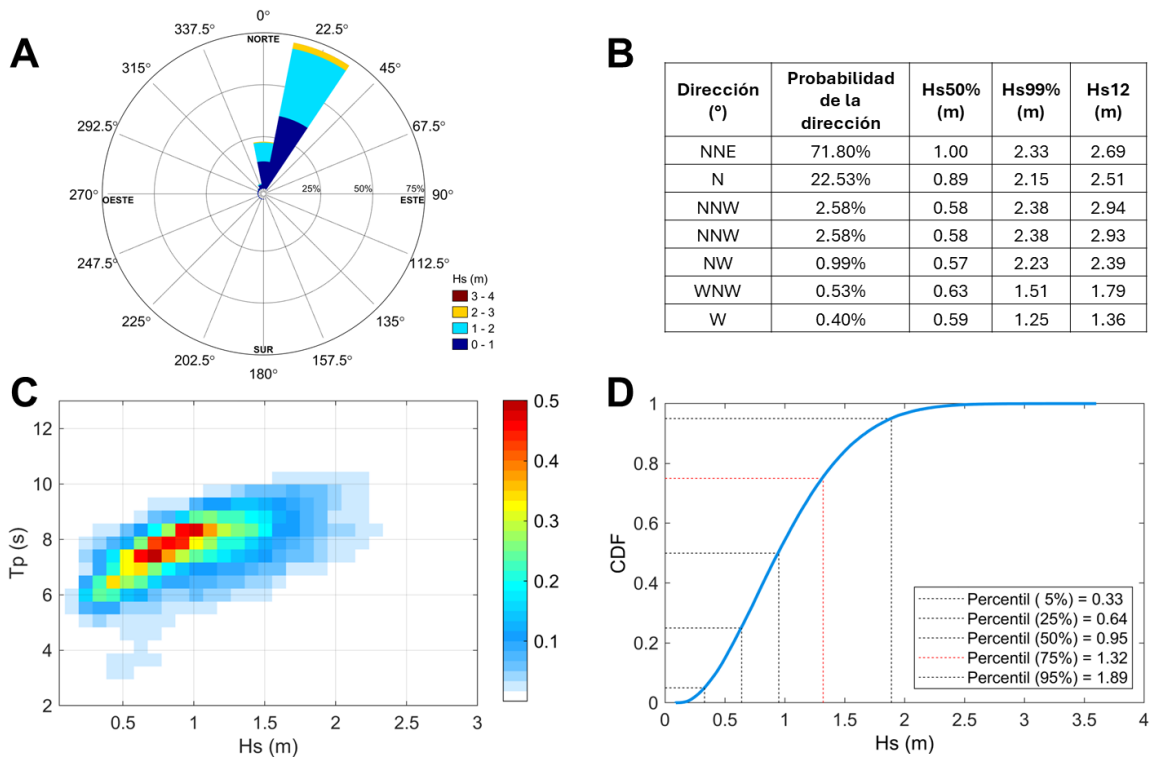 A
0°
22.5°
45°
67.5°
90°
112.5°
135°
157.5°
180°
202.5°
225°
247.5°
270°
292.5°
315°
337.5°
NORTE
ESTE
SUR
OESTE
25%
50%
75%
Hs (m)
3 - 4
2 - 3
1 - 2
0 - 1
B
Dirección (°) Probabilidad de la dirección Hs50% (m) Hs99% (m) Hs12 (m)
NNE 71.80% 1.00 2.33 2.69
N 22.53% 0.89 2.15 2.51
NNW 2.58% 0.58 2.38 2.94
NNW 2.58% 0.58 2.38 2.93
NW 0.99% 0.57 2.23 2.39
WNW 0.53% 0.63 1.51 1.79
W 0.40% 0.59 1.25 1.36
C
12
10
8
6
4
2
Tp (s)
0.5 1 1.5 2 2.5 3
Hs (m)
0.5
0.4
0.3
0.2
0.1
D
1
0.8
0.6
0.4
0.2
0
CDF
Percentil ( 5%) = 0.33
Percentil (25%) = 0.64
Percentil (50%) = 0.95
Percentil (75%) = 1.32
Percentil (95%) = 1.89
0 0.5 1 1.5 2 2.5 3 3.5 4
Hs (m)